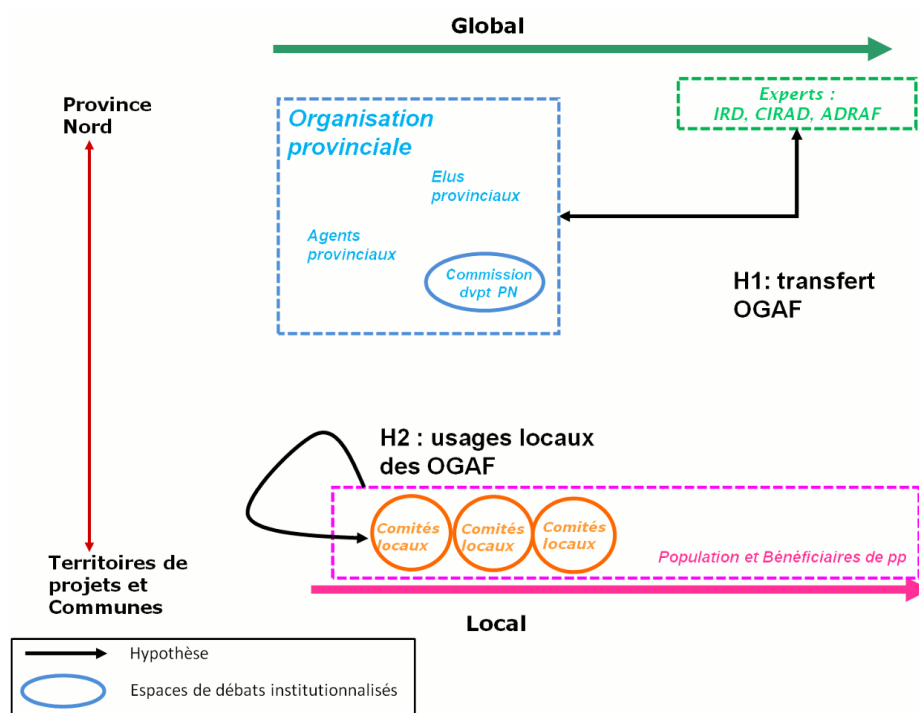 Global
Province
Nord
Experts :
IRD, CIRAD, ADRAF
Organisation
provinciale
Elus
provinciaux
Agents
provinciaux
Commission
dvpt PN
H1: transfert
OGAF
H2 : usages locaux
des OGAF
Comités
locaux
Comités
locaux
Comités
locaux
Population et Bénéficiaires de pp
Territoires de
projets et
Communes
Local
Hypothèse
Espaces de débats institutionnalisés